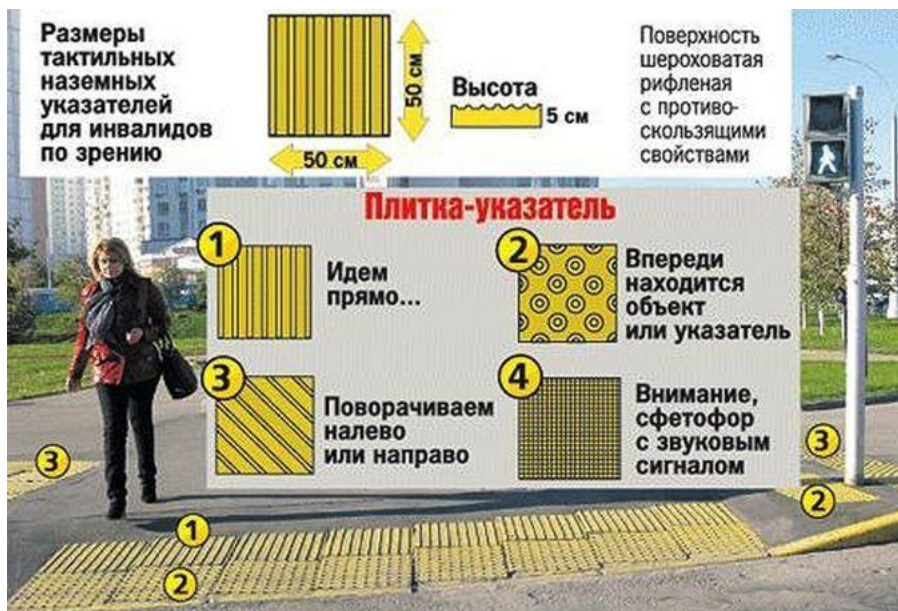 Размеры
тактильных
наземных
указателей
для инвалидов
по зрению
50 см
50 см
Высота
5 см
Поверхность
шероховатая
рифленая
с противо-
скользящими
свойствами
Плитка-указатель
1
Идем
прямо...
2
Впереди
находится
объект
или указатель
3
Поворачиваем
налево
или направо
4
Внимание,
сфетофор
с звуковым
сигналом
3
1
2
3
2